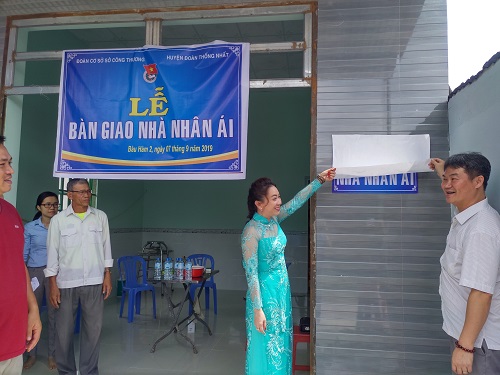 ĐOÀN CƠ SỞ SỞ CÔNG THƯƠNG
HUYỆN ĐOÀN THỐNG NHẤT
LỄ
BÀN GIAO NHÀ NHÂN ÁI
Bàu Hàm 2, ngày 07 tháng 9 năm 2019
NHÀ NHÂN ÁI